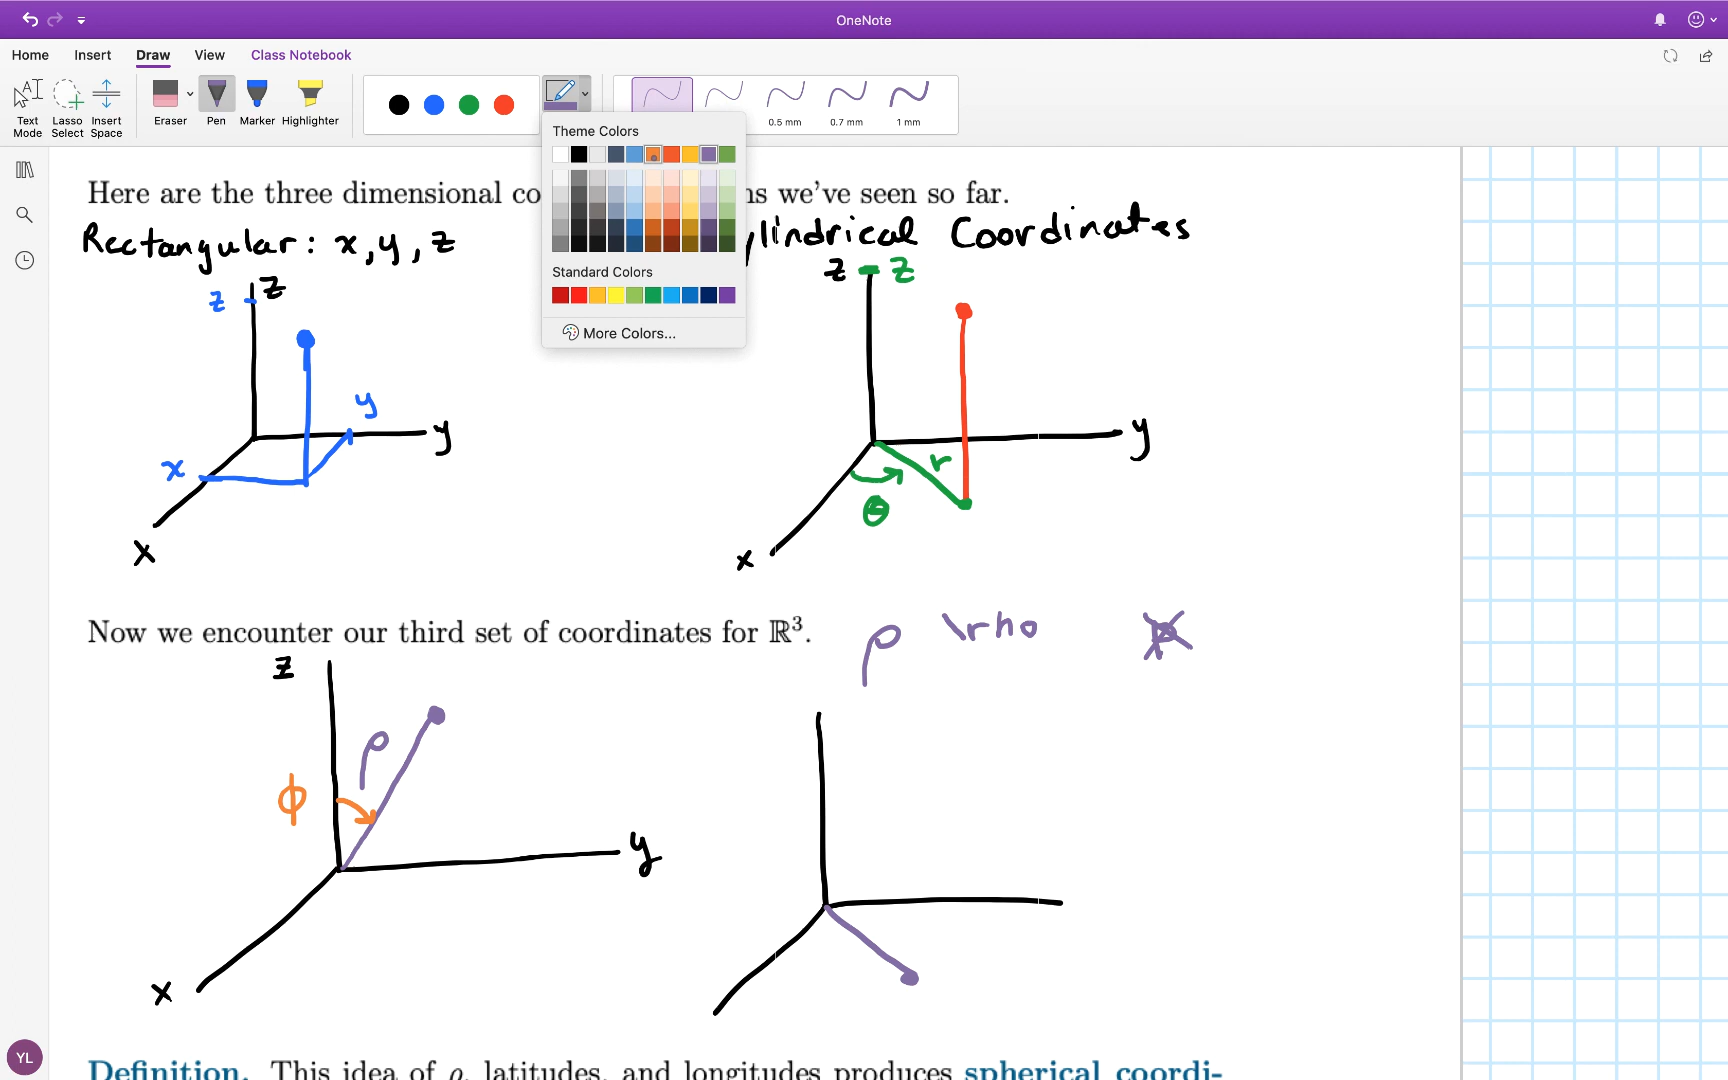 OneNote
Home Insert Draw View Class Notebook
Text Mode
Lasso Select
Insert Space
Eraser
Pen
Marker
Highlighter
0.5 mm
0.7 mm
1 mm
Theme Colors
Standard Colors
More Colors...
Here are the three dimensional co
ns we've seen so far.
Rectangular: x, y, z
ylindrical Coordinates
z z
z z
y
y
x
x
y
r
θ
x
Now we encounter our third set of coordinates for ℝ³.
ρ \rho
z
ρ
ϕ
y
x
YL
Definition. This idea of ρ, latitudes, and longitudes produces spherical coordi-